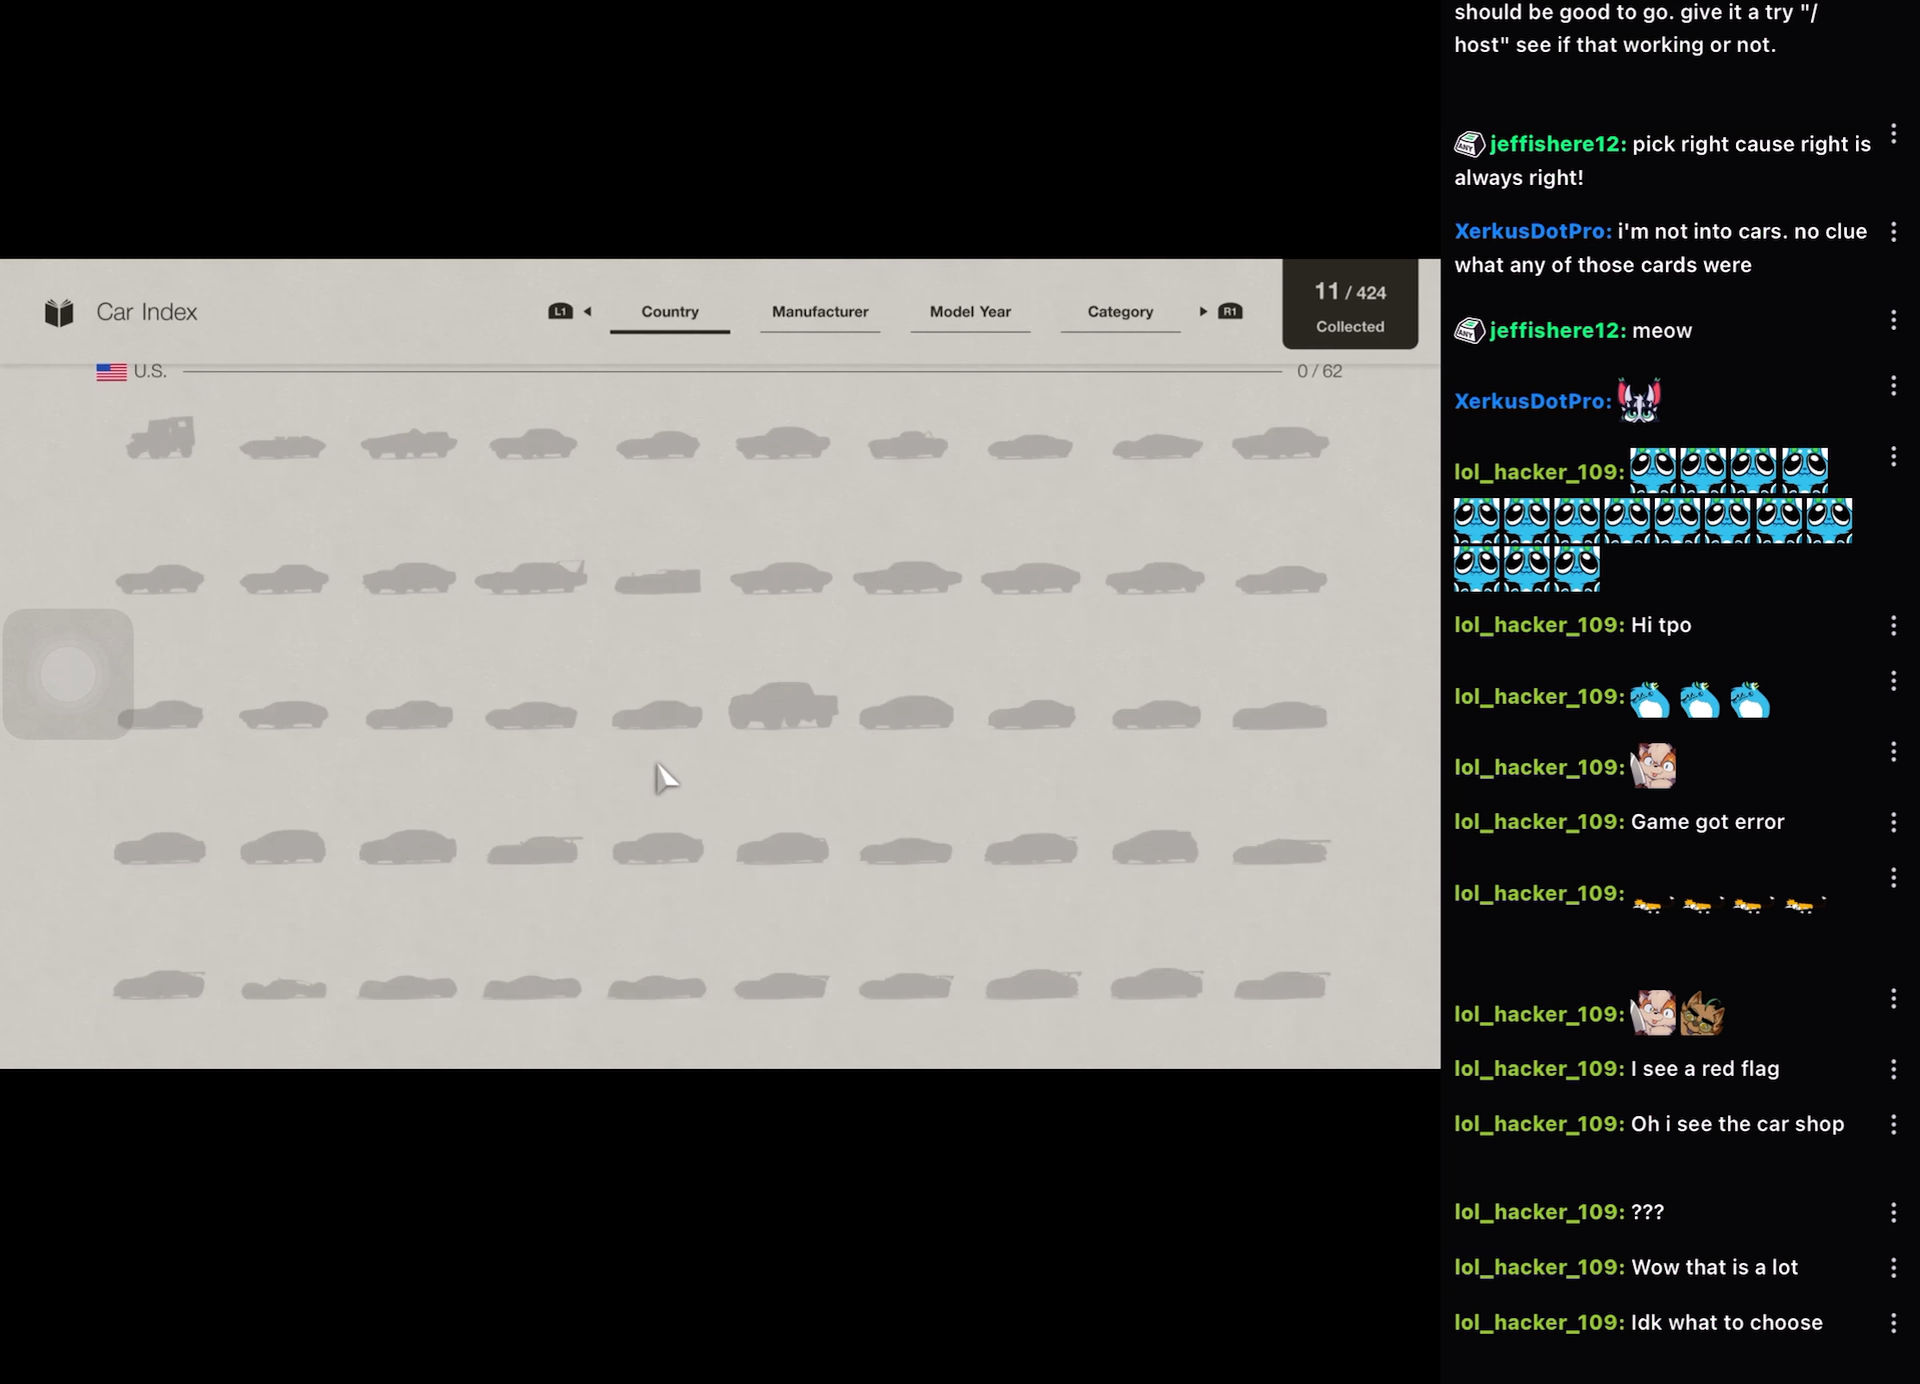 Car Index
L1
Country
Manufacturer
Model Year
Category
R1
11 / 424
Collected
U.S.
0 / 62
should be good to go. give it a try "/
host" see if that working or not.
ANY jeffishere12: pick right cause right is
always right!
XerkusDotPro: i'm not into cars. no clue
what any of those cards were
ANY jeffishere12: meow
XerkusDotPro:
lol_hacker_109:
lol_hacker_109: Hi tpo
lol_hacker_109:
lol_hacker_109:
lol_hacker_109: Game got error
lol_hacker_109:
lol_hacker_109:
lol_hacker_109: I see a red flag
lol_hacker_109: Oh i see the car shop
lol_hacker_109: ???
lol_hacker_109: Wow that is a lot
lol_hacker_109: Idk what to choose